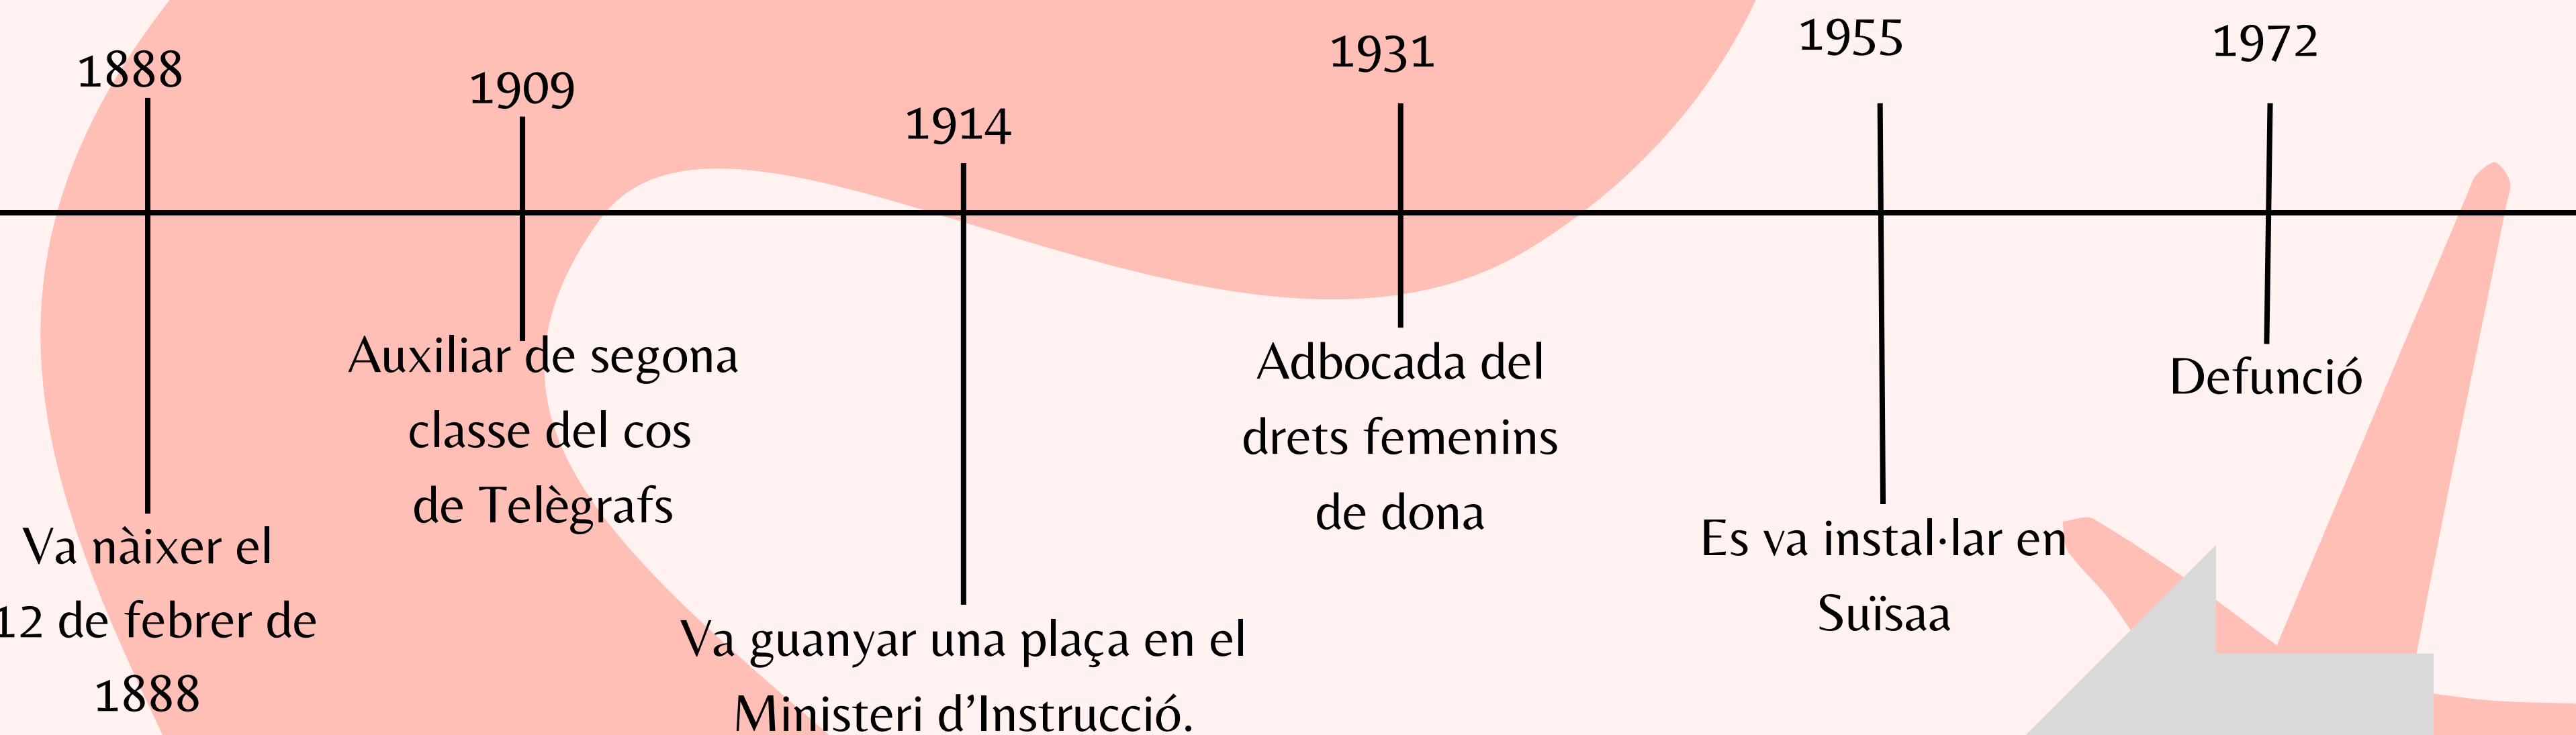 1888
Va nàixer el
12 de febrer de
1888
1909
Auxiliar de segona
classe del cos
de Telègrafs
1914
Va guanyar una plaça en el
Ministeri d’Instrucció.
1931
Adbocada del
drets femenins
de dona
1955
Es va instal·lar en
Suïsaa
1972
Defunció